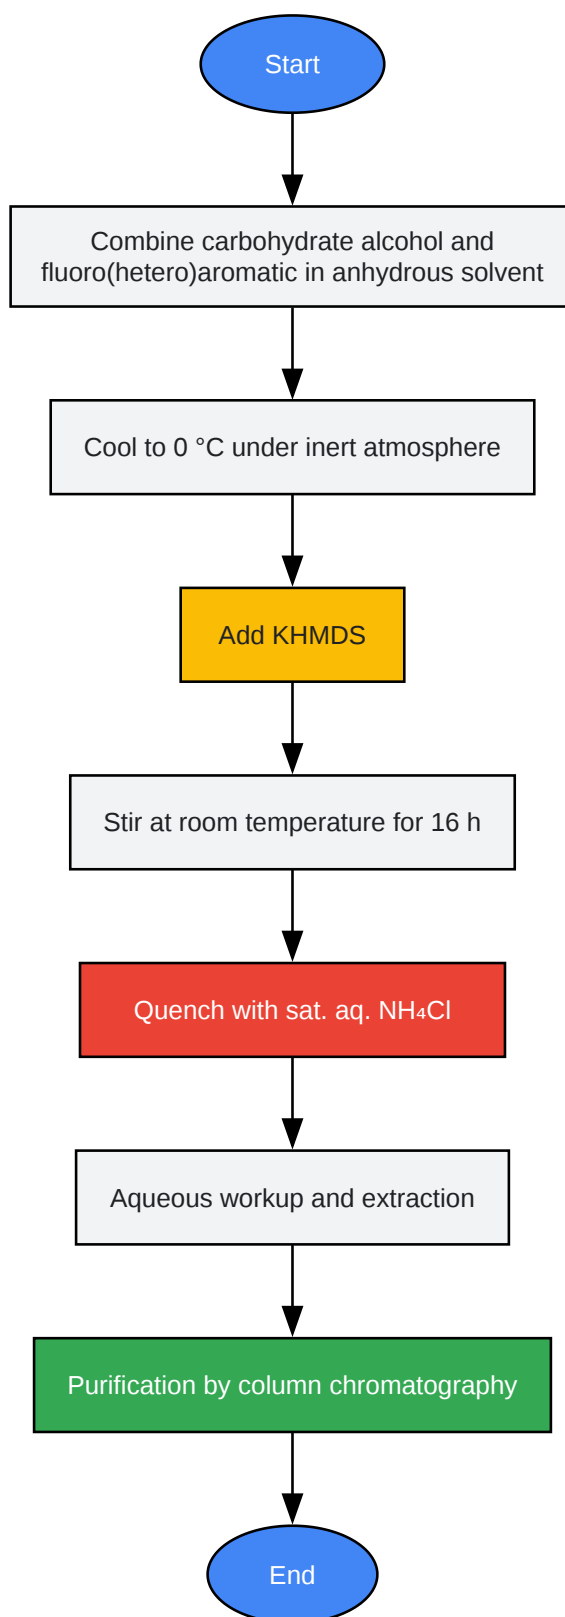 Start
Combine carbohydrate alcohol and
fluoro(hetero)aromatic in anhydrous solvent
Cool to 0 °C under inert atmosphere
Add KHMDS
Stir at room temperature for 16 h
Quench with sat. aq. NH₄Cl
Aqueous workup and extraction
Purification by column chromatography
End